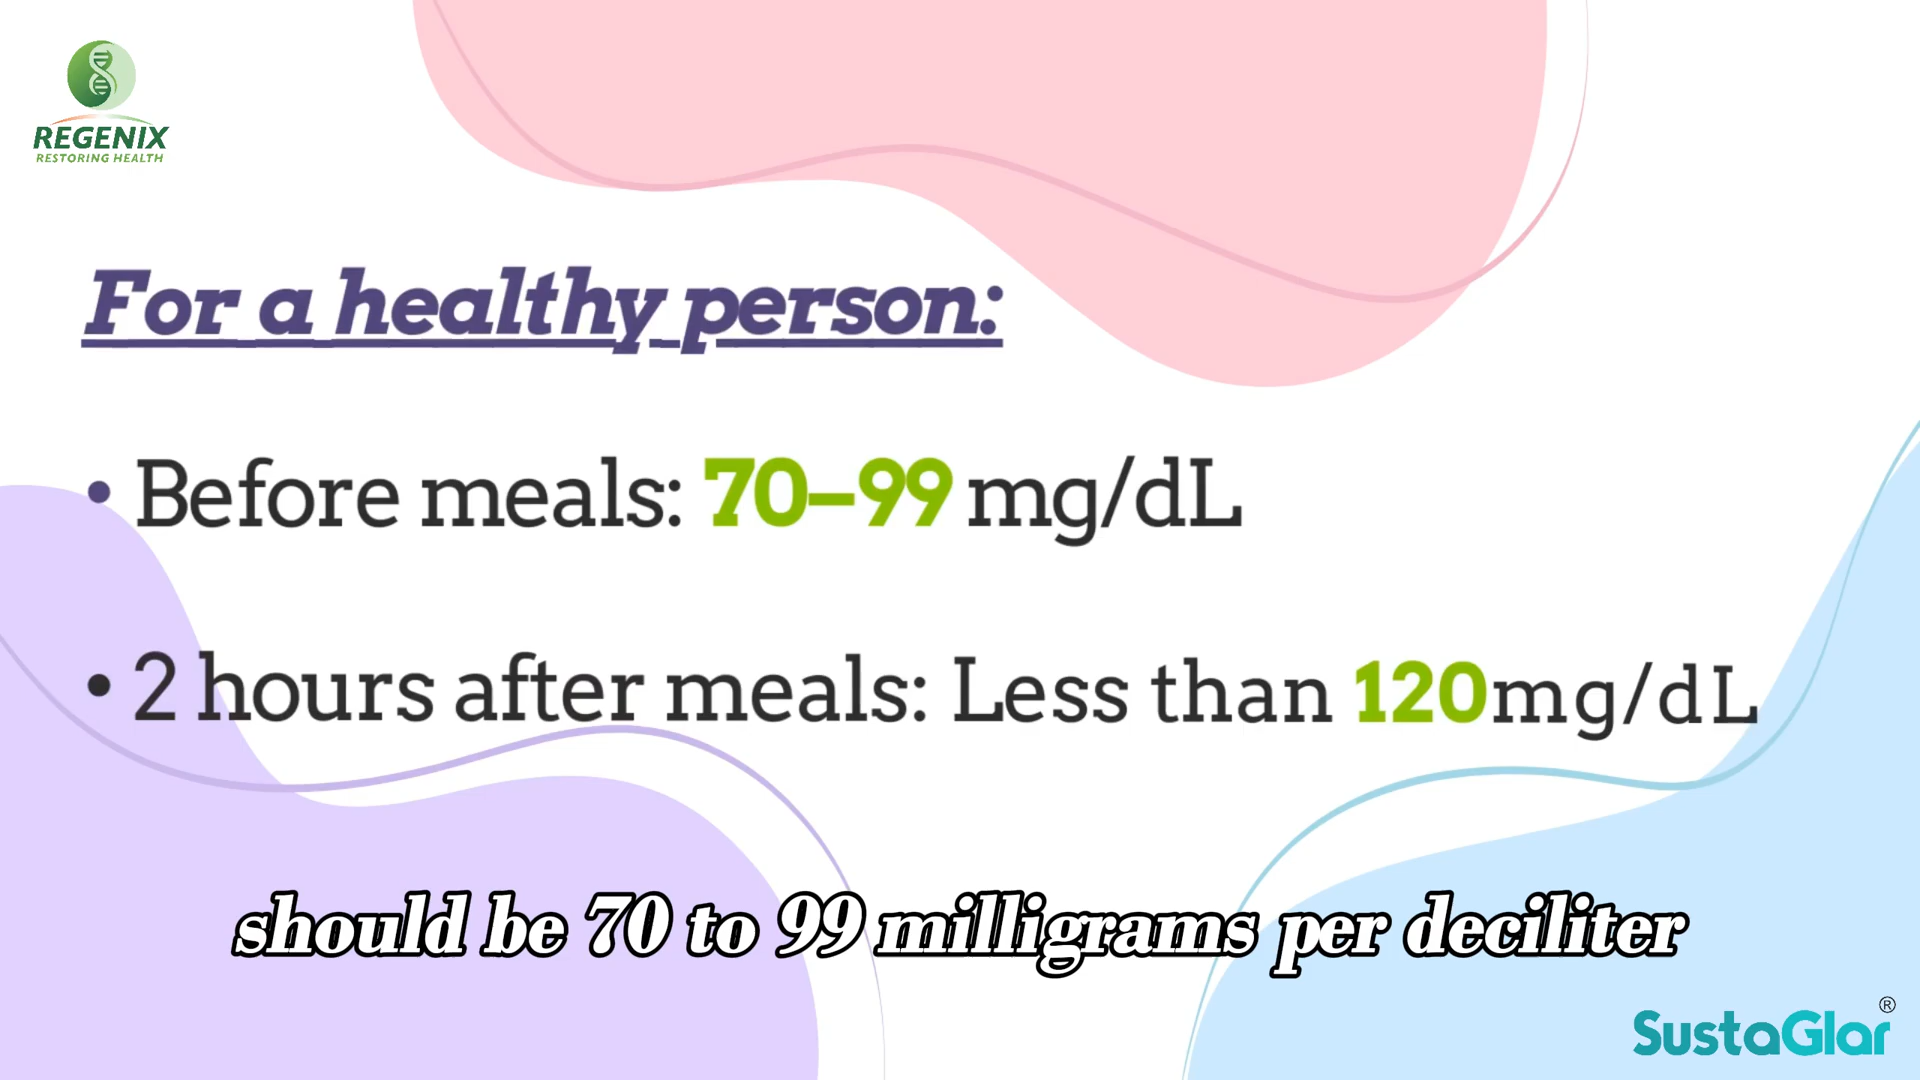 REGENIX
RESTORING HEALTH
For a healthy person:
• Before meals: 70–99 mg/dL
• 2 hours after meals: Less than 120mg/dL
should be 70 to 99 milligrams per deciliter
SustaGlar®